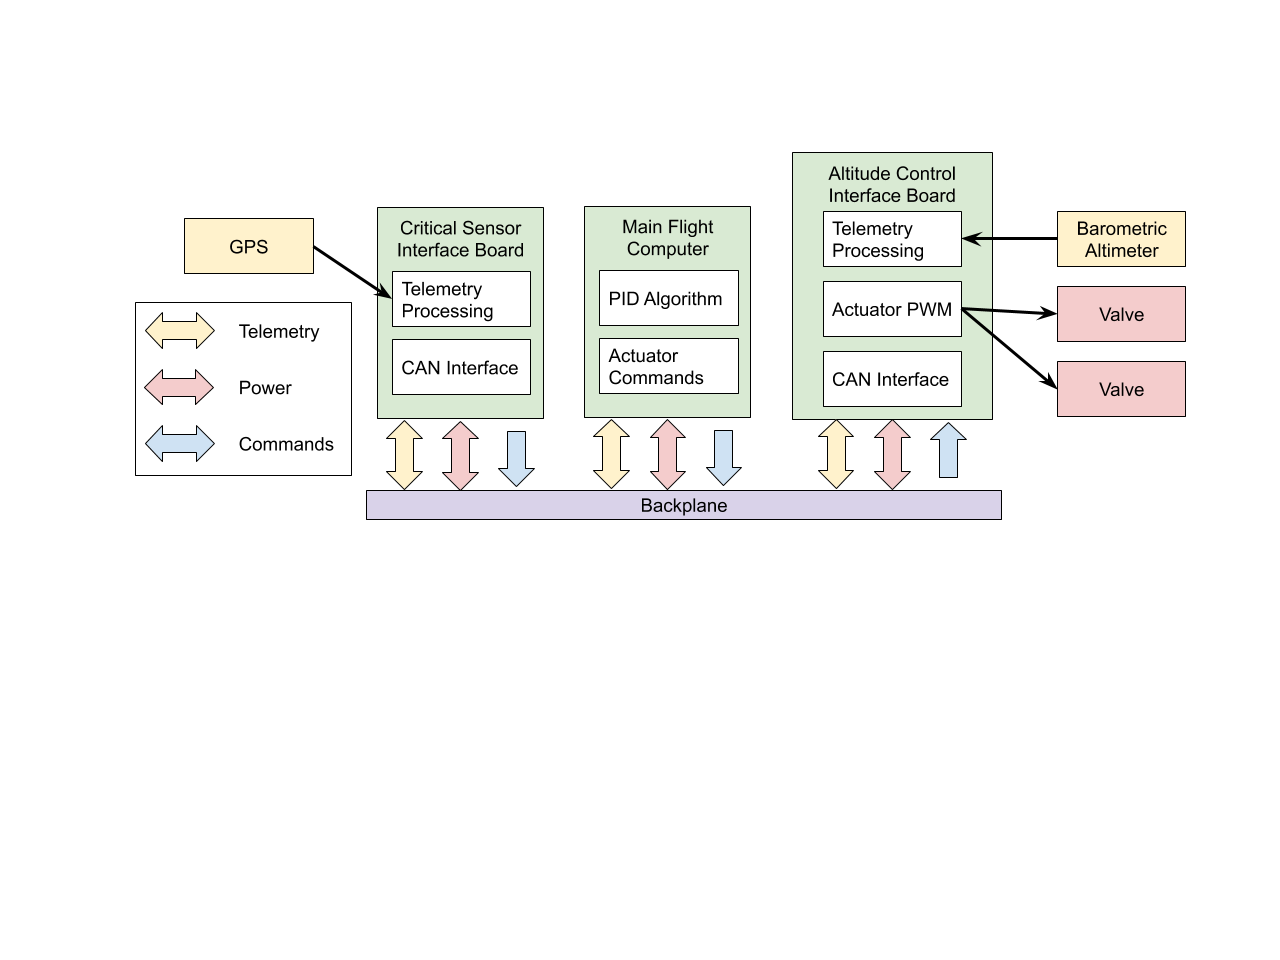 GPS
Telemetry
Power
Commands
Critical Sensor
Interface Board
Telemetry
Processing
CAN Interface
Main Flight
Computer
PID Algorithm
Actuator
Commands
Altitude Control
Interface Board
Telemetry
Processing
Actuator PWM
CAN Interface
Barometric
Altimeter
Valve
Valve
Backplane